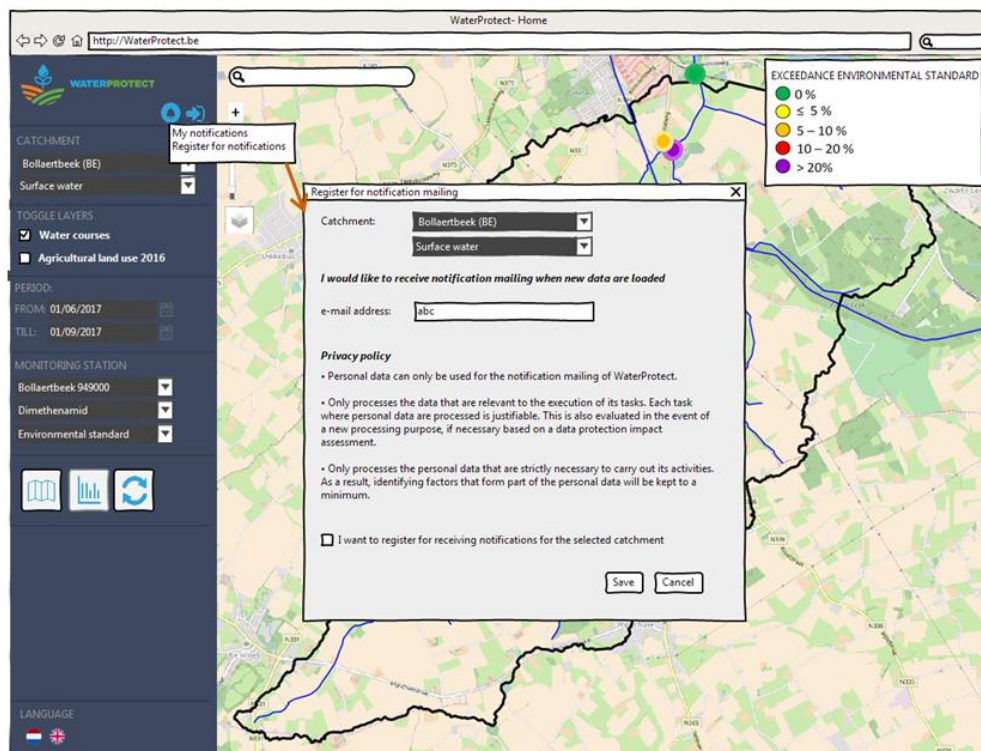 WaterProtect- Home
http://WaterProtect.be
WATERPROTECT
My notifications
Register for notifications
CATCHMENT
Bollaertbeek (BE)
Surface water
TOGGLE LAYERS
Water courses
Agricultural land use 2016
PERIOD:
FROM: 01/06/2017
TILL: 01/09/2017
MONITORING STATION
Bollaertbeek 949000
Dimethenamid
Environmental standard
LANGUAGE
+
EXCEEDANCE ENVIRONMENTAL STANDARD
0 %
≤ 5 %
5 – 10 %
10 – 20 %
> 20%
Register for notification mailing
X
Catchment:
Bollaertbeek (BE)
Surface water
I would like to receive notification mailing when new data are loaded
e-mail address:
abc
Privacy policy
• Personal data can only be used for the notification mailing of WaterProtect.
• Only processes the data that are relevant to the execution of its tasks. Each task
where personal data are processed is justifiable. This is also evaluated in the event of
a new processing purpose, if necessary based on a data protection impact
assessment.
• Only processes the personal data that are strictly necessary to carry out its activities.
As a result, identifying factors that form part of the personal data will be kept to a
minimum.
I want to register for receiving notifications for the selected catchment
Save
Cancel
N375
N375
N331
N331
N336
N336
N335
N365